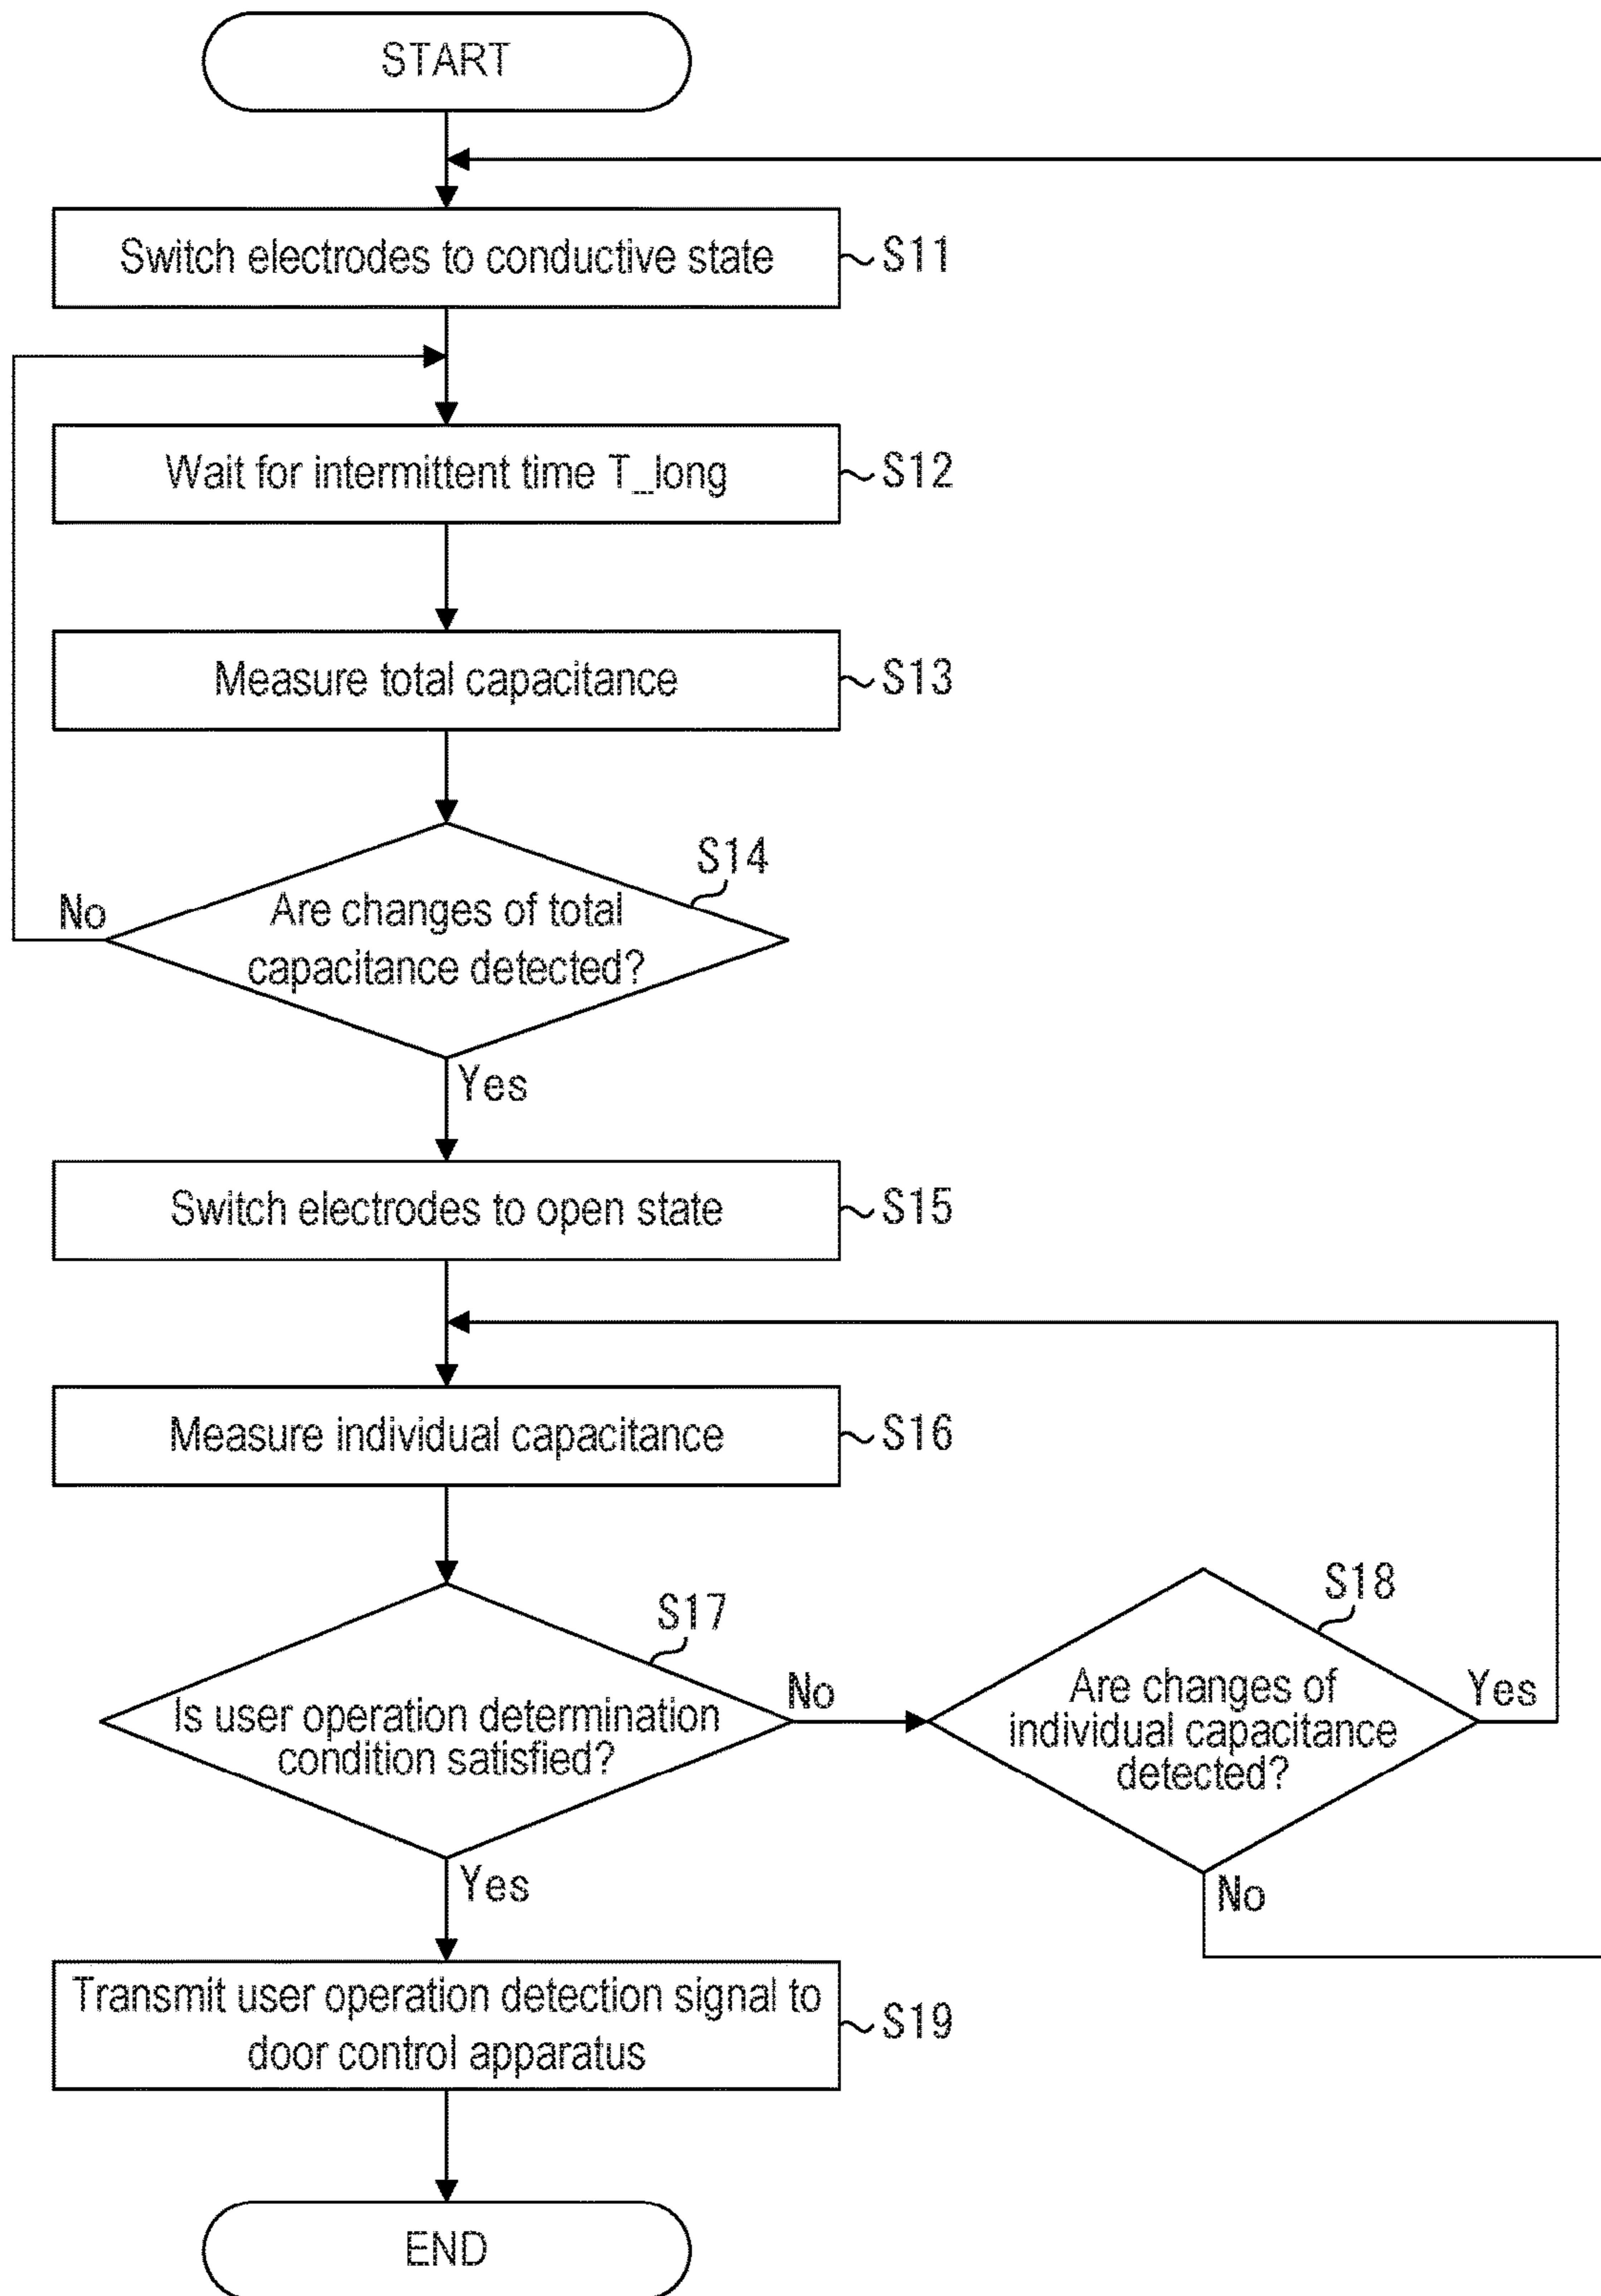 START
Switch electrodes to conductive state
S11
Wait for intermittent time T_long
S12
Measure total capacitance
S13
S14
No
Are changes of total
capacitance detected?
Yes
Switch electrodes to open state
S15
Measure individual capacitance
S16
S17
Is user operation determination
condition satisfied?
No
S18
Are changes of
individual capacitance
detected?
Yes
No
Yes
Transmit user operation detection signal to
door control apparatus
S19
END